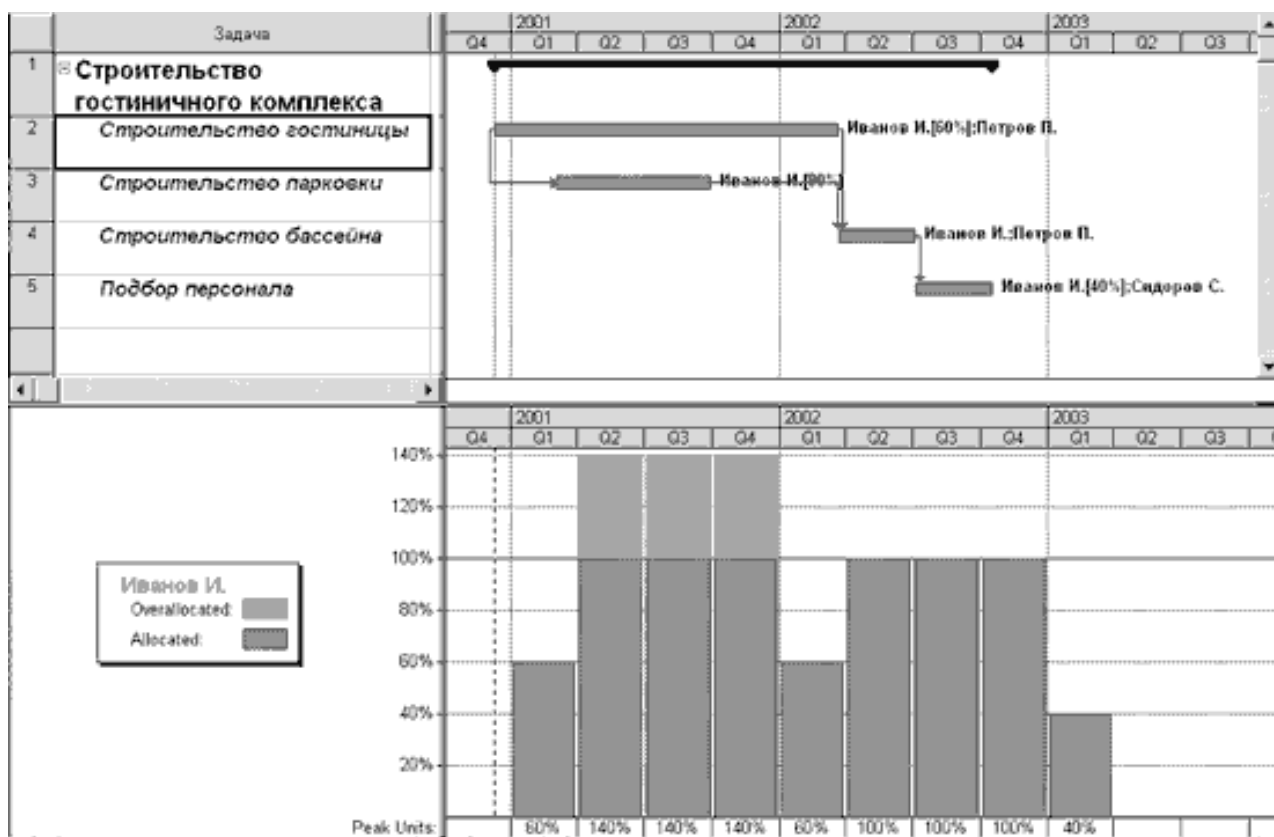 Задача
2001
2002
2003
Q4 Q1 Q2 Q3 Q4 Q1 Q2 Q3 Q4 Q1 Q2 Q3
1 Строительство
гостиничного комплекса
2 Строительство гостиницы
Иванов И.[60%];Петров П.
3 Строительство парковки
Иванов И.[80%]
4 Строительство бассейна
Иванов И.;Петров П.
5 Подбор персонала
Иванов И.[40%];Сидоров С.
2001
2002
2003
Q4 Q1 Q2 Q3 Q4 Q1 Q2 Q3 Q4 Q1 Q2 Q3
140%
120%
100%
80%
60%
40%
20%
Иванов И.
Overallocated:
Allocated:
Peak Units: 60% 140% 140% 140% 60% 100% 100% 100% 40%